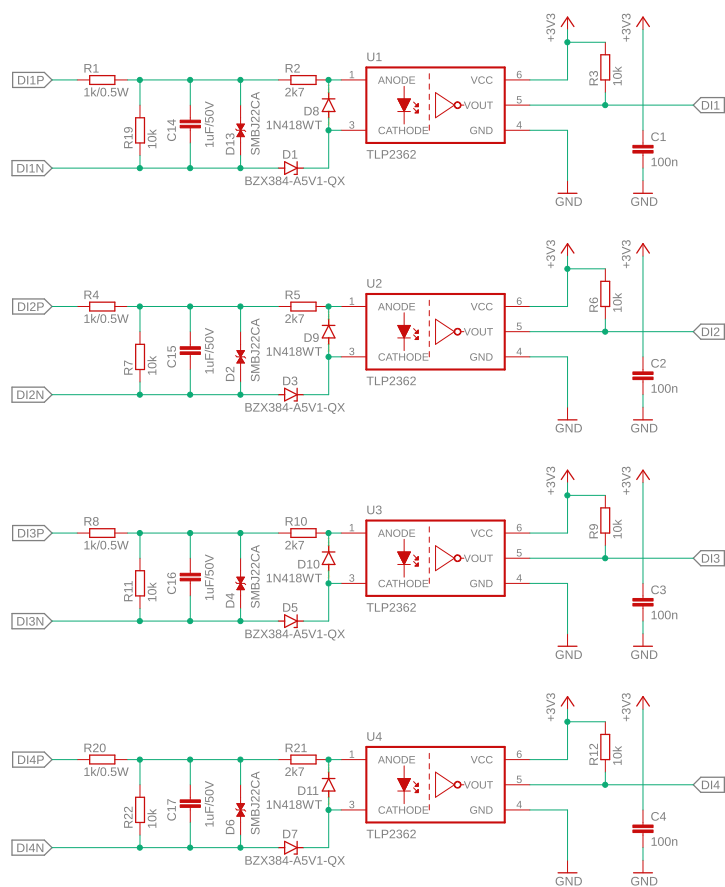 +3V3
+3V3
U1
R1
R2
DI1P
1k/0.5W
2k7
1
ANODE
VCC
6
R3
10k
R19
10k
C14
1uF/50V
D13
SMBJ22CA
D8
1N418WT
VOUT
5
DI1
3
CATHODE
GND
4
TLP2362
C1
100n
DI1N
D1
BZX384-A5V1-QX
GND
GND
+3V3
+3V3
U2
R4
R5
DI2P
1k/0.5W
2k7
1
ANODE
VCC
6
R6
10k
R7
10k
C15
1uF/50V
D2
SMBJ22CA
D9
1N418WT
VOUT
5
DI2
3
CATHODE
GND
4
TLP2362
C2
100n
DI2N
D3
BZX384-A5V1-QX
GND
GND
+3V3
+3V3
U3
R8
R10
DI3P
1k/0.5W
2k7
1
ANODE
VCC
6
R9
10k
R11
10k
C16
1uF/50V
D4
SMBJ22CA
D10
1N418WT
VOUT
5
DI3
3
CATHODE
GND
4
TLP2362
C3
100n
DI3N
D5
BZX384-A5V1-QX
GND
GND
+3V3
+3V3
U4
R20
R21
DI4P
1k/0.5W
2k7
1
ANODE
VCC
6
R12
10k
R22
10k
C17
1uF/50V
D6
SMBJ22CA
D11
1N418WT
VOUT
5
DI4
3
CATHODE
GND
4
TLP2362
C4
100n
DI4N
D7
BZX384-A5V1-QX
GND
GND